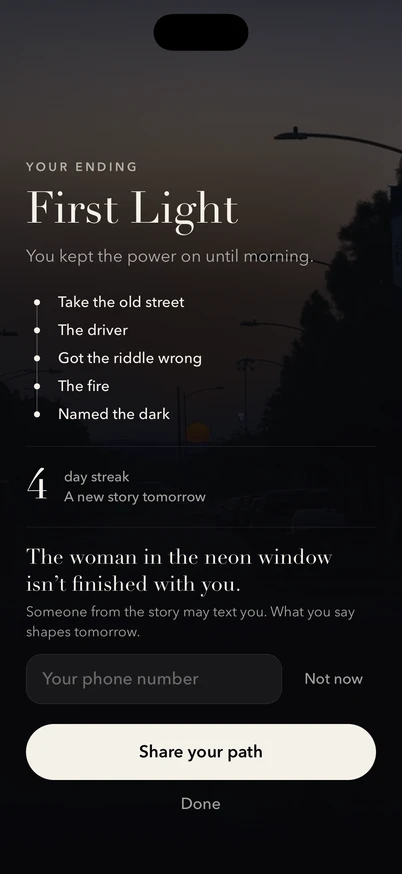 YOUR ENDING
First Light
You kept the power on until morning.
Take the old street
The driver
Got the riddle wrong
The fire
Named the dark
4
day streak
A new story tomorrow
The woman in the neon window
isn’t finished with you.
Someone from the story may text you. What you say
shapes tomorrow.
Your phone number
Not now
Share your path
Done